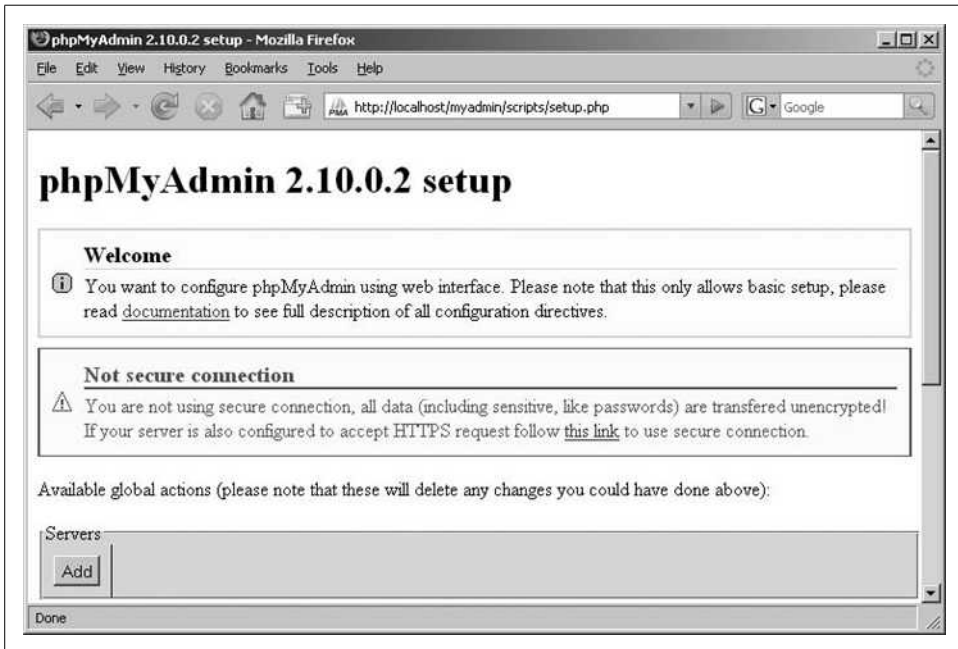 phpMyAdmin 2.10.0.2 setup - Mozilla Firefox
File Edit View History Bookmarks Tools Help
PMA http://localhost/myadmin/scripts/setup.php G Google
phpMyAdmin 2.10.0.2 setup
Welcome
You want to configure phpMyAdmin using web interface. Please note that this only allows basic setup, please
read documentation to see full description of all configuration directives.
Not secure connection
You are not using secure connection, all data (including sensitive, like passwords) are transfered unencrypted!
If your server is also configured to accept HTTPS request follow this link to use secure connection.
Available global actions (please note that these will delete any changes you could have done above):
Servers
Add
Done